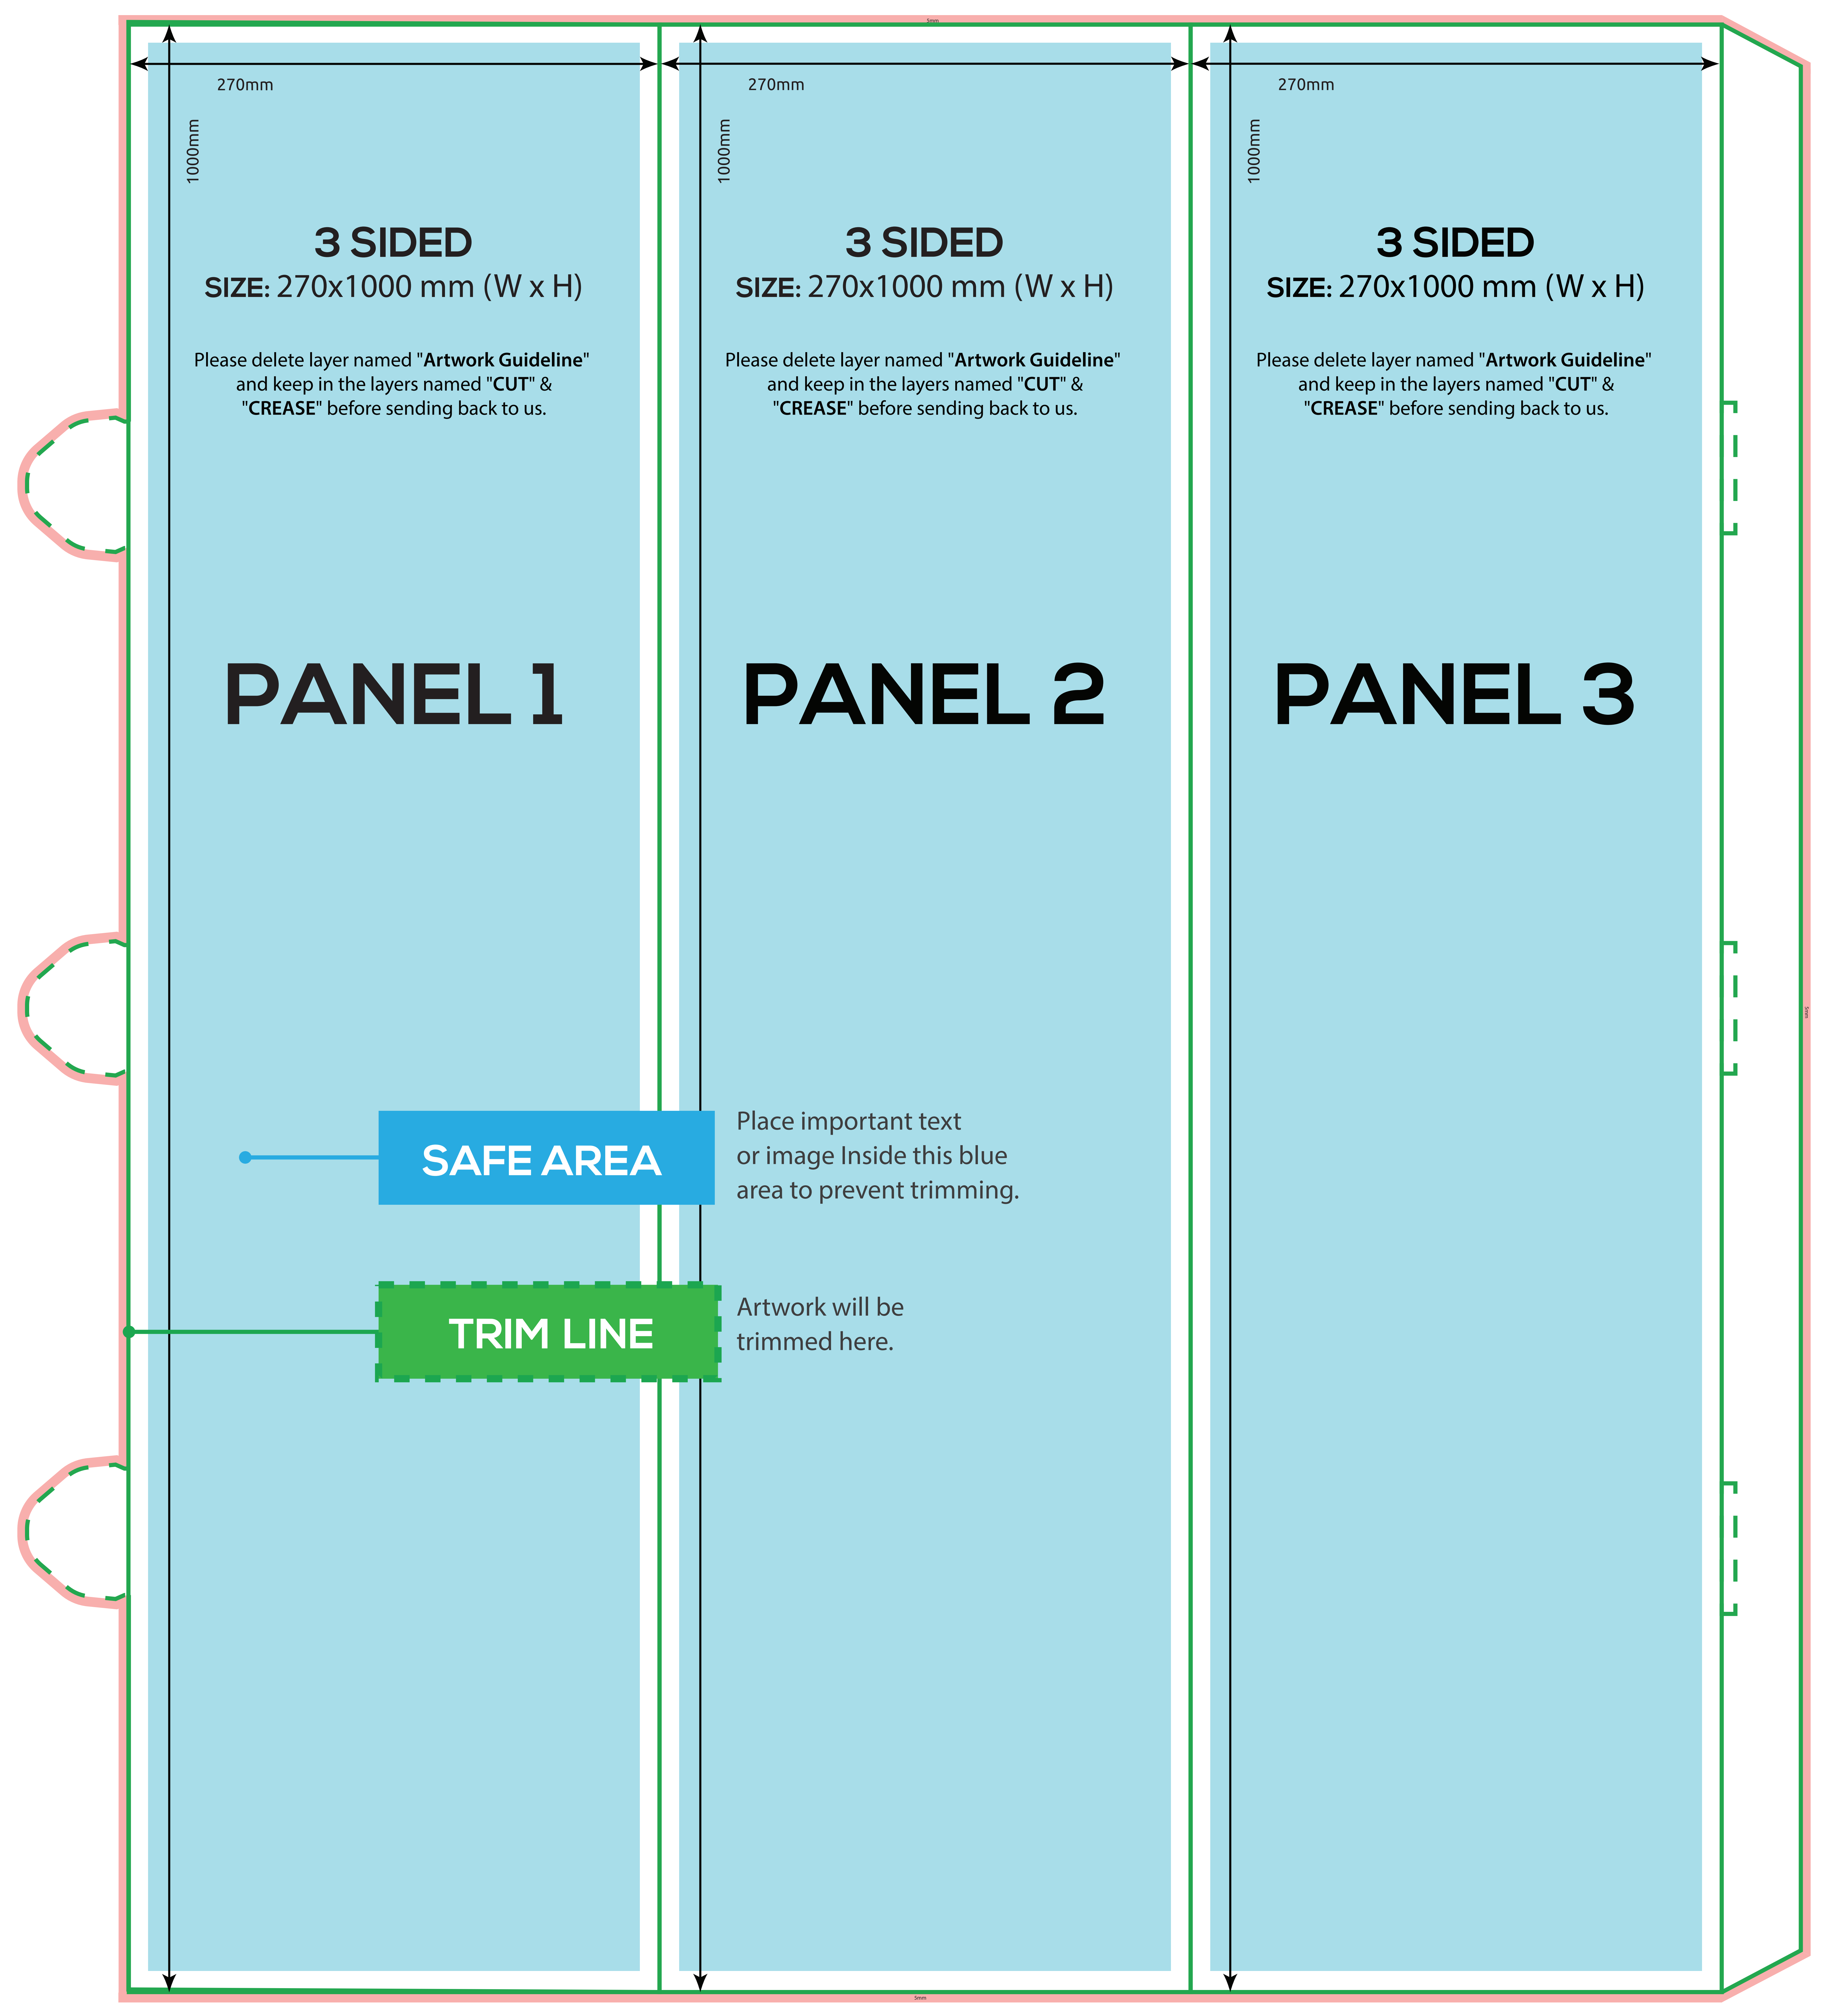 5mm
270mm
270mm
270mm
1000mm
1000mm
1000mm
3 SIDED
SIZE: 270x1000 mm (W x H)
Please delete layer named "Artwork Guideline"
and keep in the layers named "CUT" &
"CREASE" before sending back to us.
PANEL 1
3 SIDED
SIZE: 270x1000 mm (W x H)
Please delete layer named "Artwork Guideline"
and keep in the layers named "CUT" &
"CREASE" before sending back to us.
PANEL 2
3 SIDED
SIZE: 270x1000 mm (W x H)
Please delete layer named "Artwork Guideline"
and keep in the layers named "CUT" &
"CREASE" before sending back to us.
PANEL 3
5mm
SAFE AREA
Place important text
or image Inside this blue
area to prevent trimming.
TRIM LINE
Artwork will be
trimmed here.
5mm